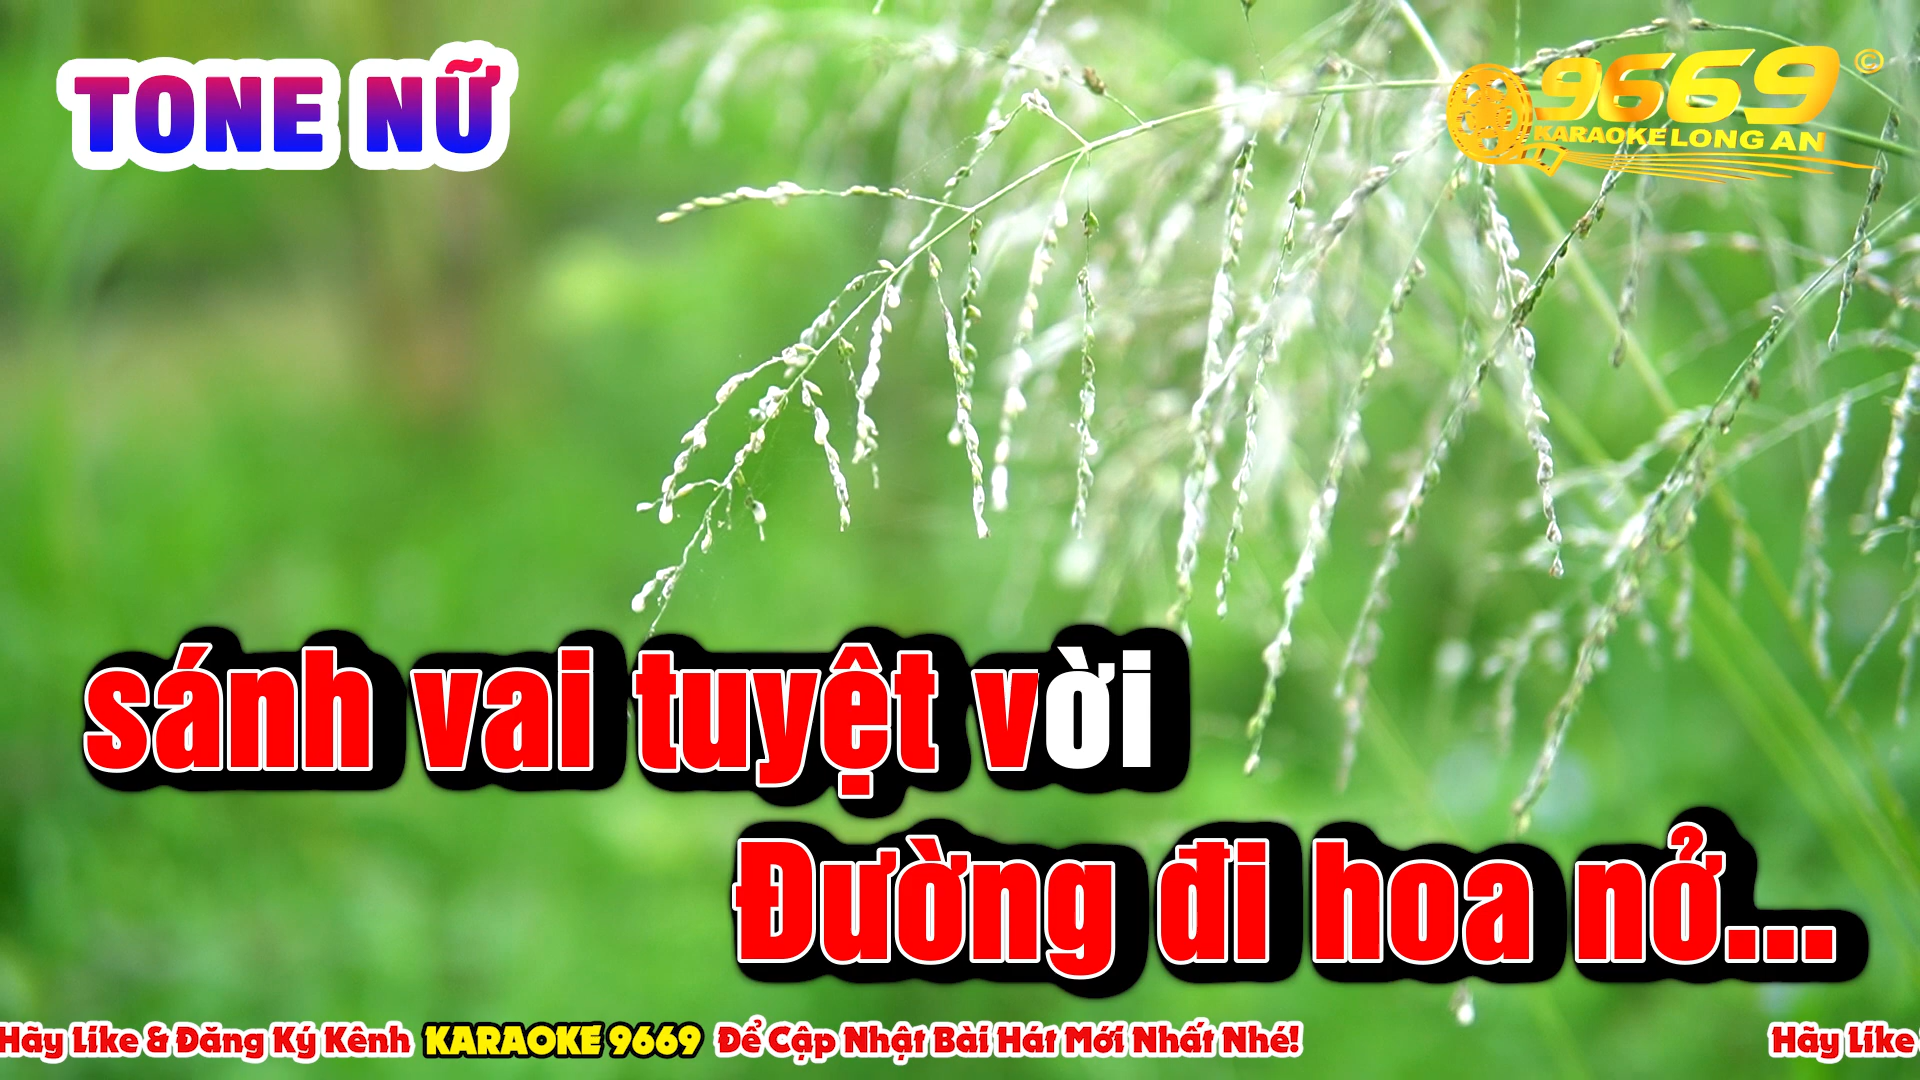 TONE NỮ
9669 ©
KARAOKE LONG AN
sánh vai tuyệt vời
Đường đi hoa nở...
Hãy Like & Đăng Ký Kênh KARAOKE 9669 Để Cập Nhật Bài Hát Mới Nhất Nhé! Hãy Like